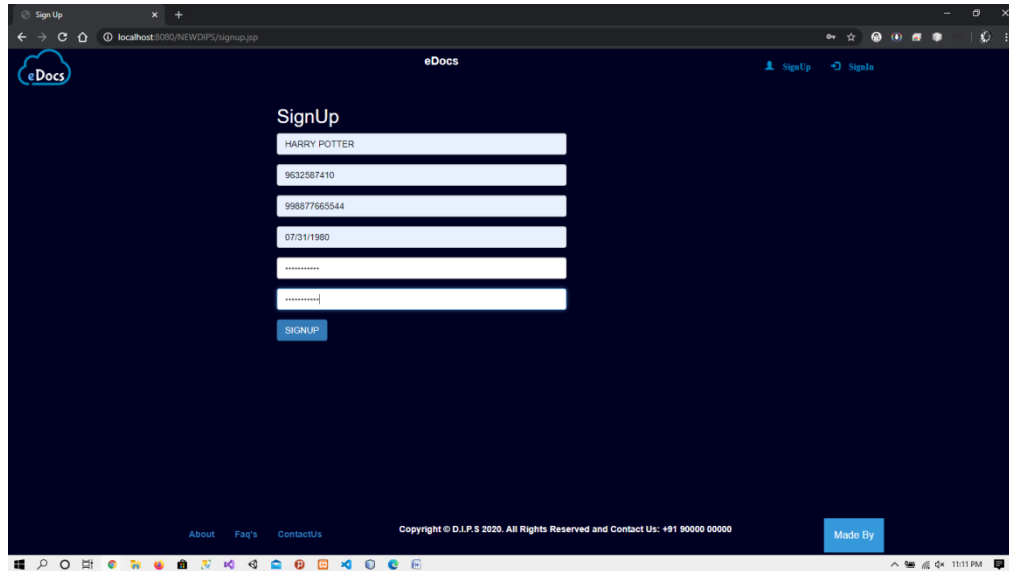 Sign Up
localhost:8080/NEWDIPS/signup.jsp
eDocs
eDocs
SignUp
SignIn
SignUp
HARRY POTTER
9632587410
998877665544
07/31/1980
•••••••••••
•••••••••••
SIGNUP
About
Faq's
ContactUs
Copyright © D.I.P.S 2020. All Rights Reserved and Contact Us: +91 90000 00000
Made By
11:11 PM